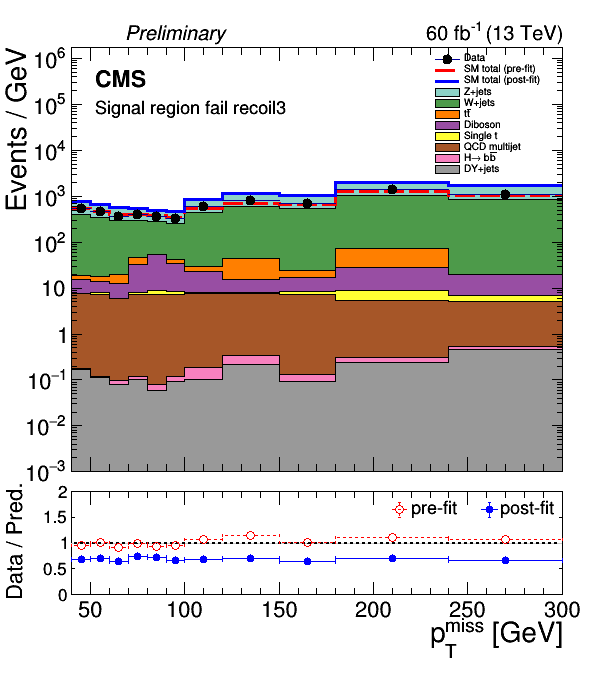 Preliminary 60 fb⁻¹ (13 TeV)
CMS
Signal region fail recoil3
Data
SM total (pre-fit)
SM total (post-fit)
Z+jets
W+jets
tt̅
Diboson
Single t
QCD multijet
H→ bb̅
DY+jets
Events / GeV
10⁶
10⁵
10⁴
10³
10²
10
1
10⁻¹
10⁻²
10⁻³
pre-fit post-fit
Data / Pred.
2
1.5
1
0.5
0
50 100 150 200 250 300
p_T^miss [GeV]